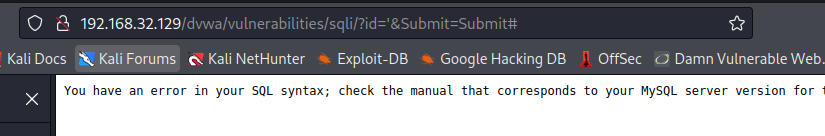 192.168.32.129/dvwa/vulnerabilities/sqli/?id='&Submit=Submit#
Kali Docs Kali Forums Kali NetHunter Exploit-DB Google Hacking DB OffSec Damn Vulnerable Web.
You have an error in your SQL syntax; check the manual that corresponds to your MySQL server version for